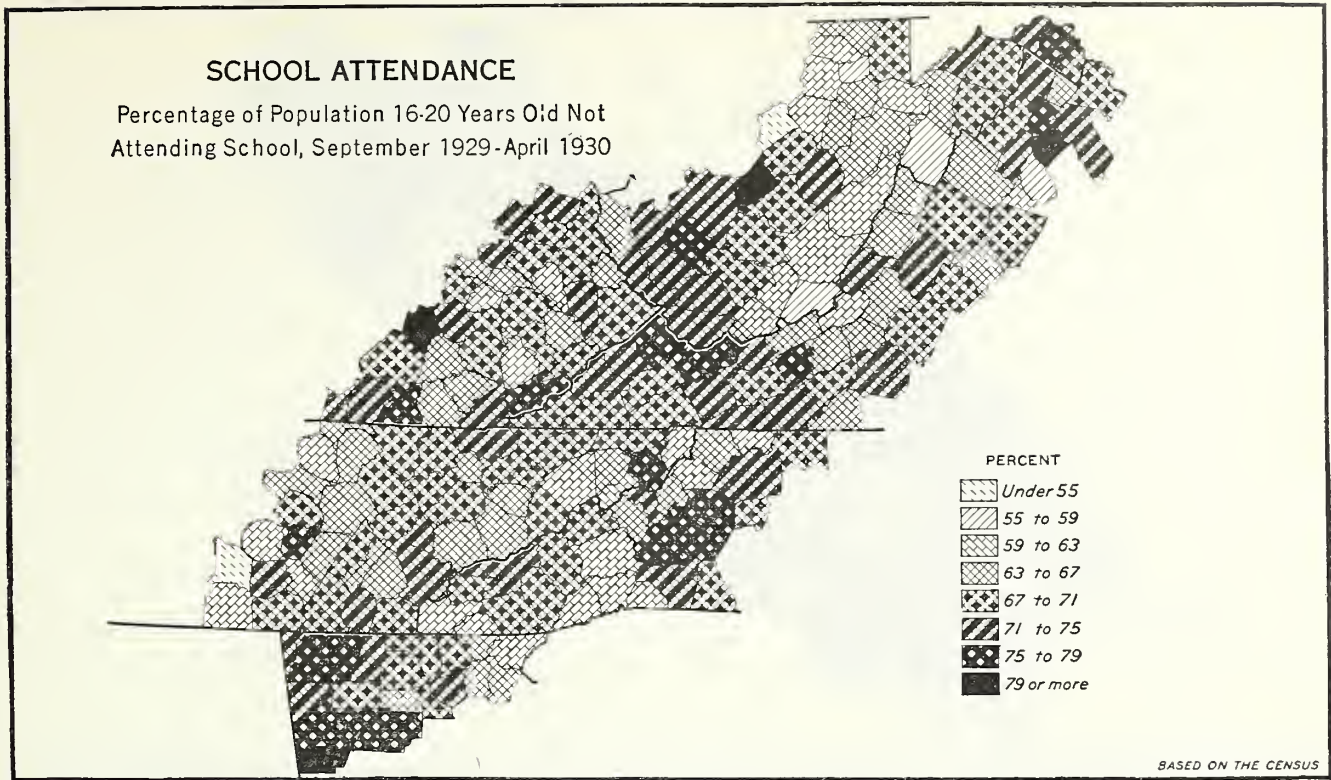 SCHOOL ATTENDANCE
Percentage of Population 16-20 Years Old Not
Attending School, September 1929-April 1930
PERCENT
Under 55
55 to 59
59 to 63
63 to 67
67 to 71
71 to 75
75 to 79
79 or more
BASED ON THE CENSUS